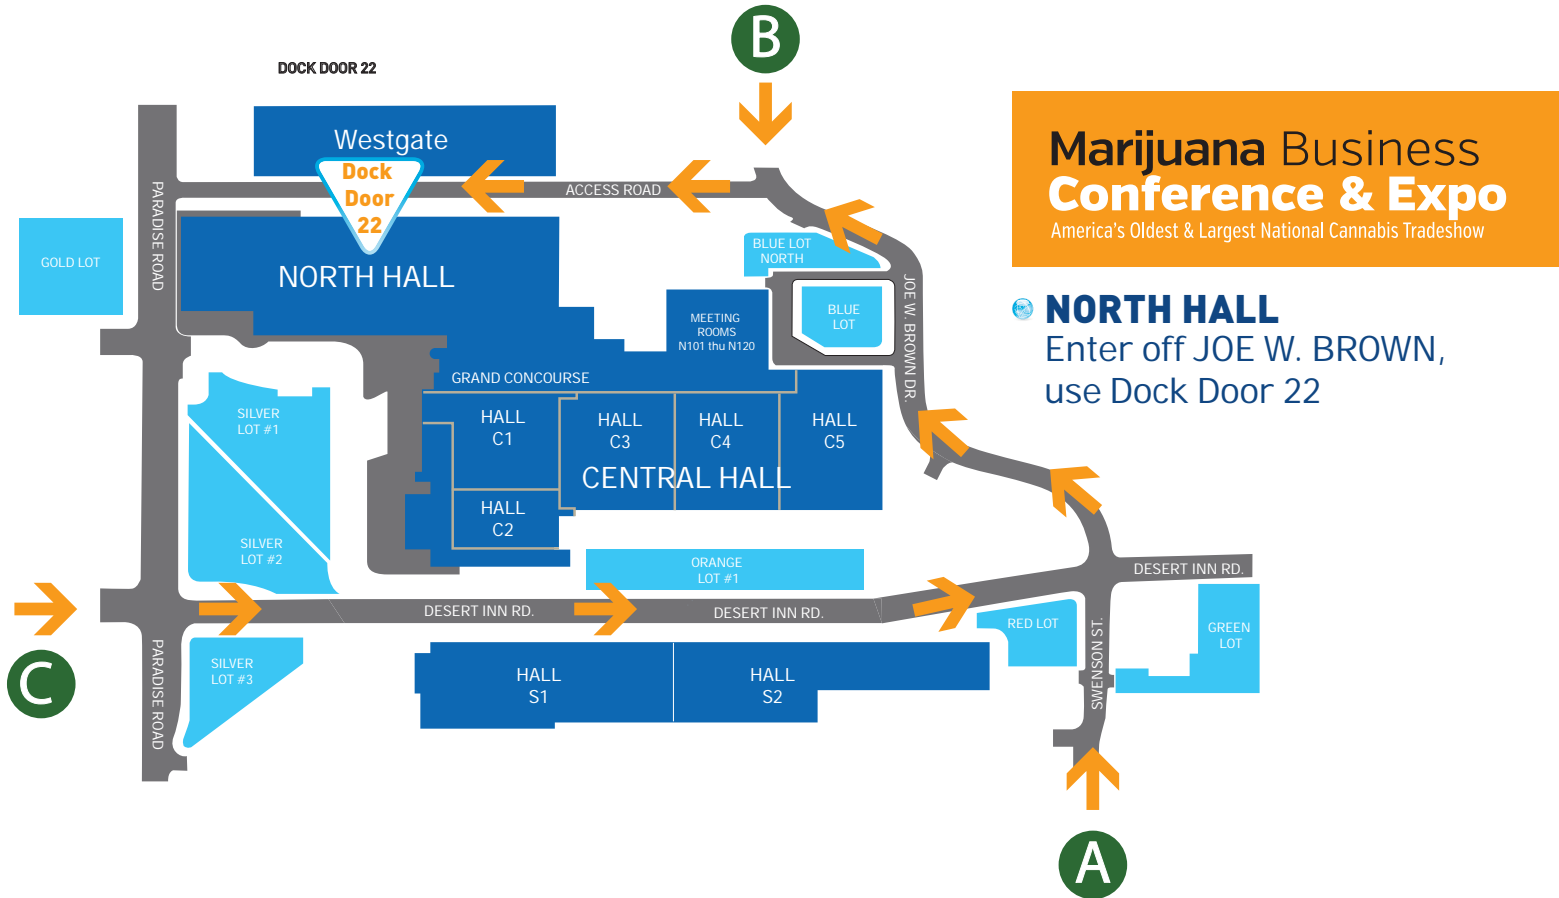 B
DOCK DOOR 22
Westgate
Dock
Door
22
ACCESS ROAD
PARADISE ROAD
GOLD LOT
NORTH HALL
BLUE LOT
NORTH
BLUE
LOT
JOE W. BROWN DR.
MEETING
ROOMS
N101 thru N120
GRAND CONCOURSE
Marijuana Business
Conference & Expo
America's Oldest & Largest National Cannabis Tradeshow
NORTH HALL
Enter off JOE W. BROWN,
use Dock Door 22
SILVER
LOT #1
SILVER
LOT #2
HALL
C1
HALL
C2
HALL
C3
HALL
C4
HALL
C5
CENTRAL HALL
ORANGE
LOT #1
DESERT INN RD.
DESERT INN RD.
DESERT INN RD.
C
PARADISE ROAD
SILVER
LOT #3
HALL
S1
HALL
S2
RED LOT
SWENSON ST.
GREEN
LOT
A